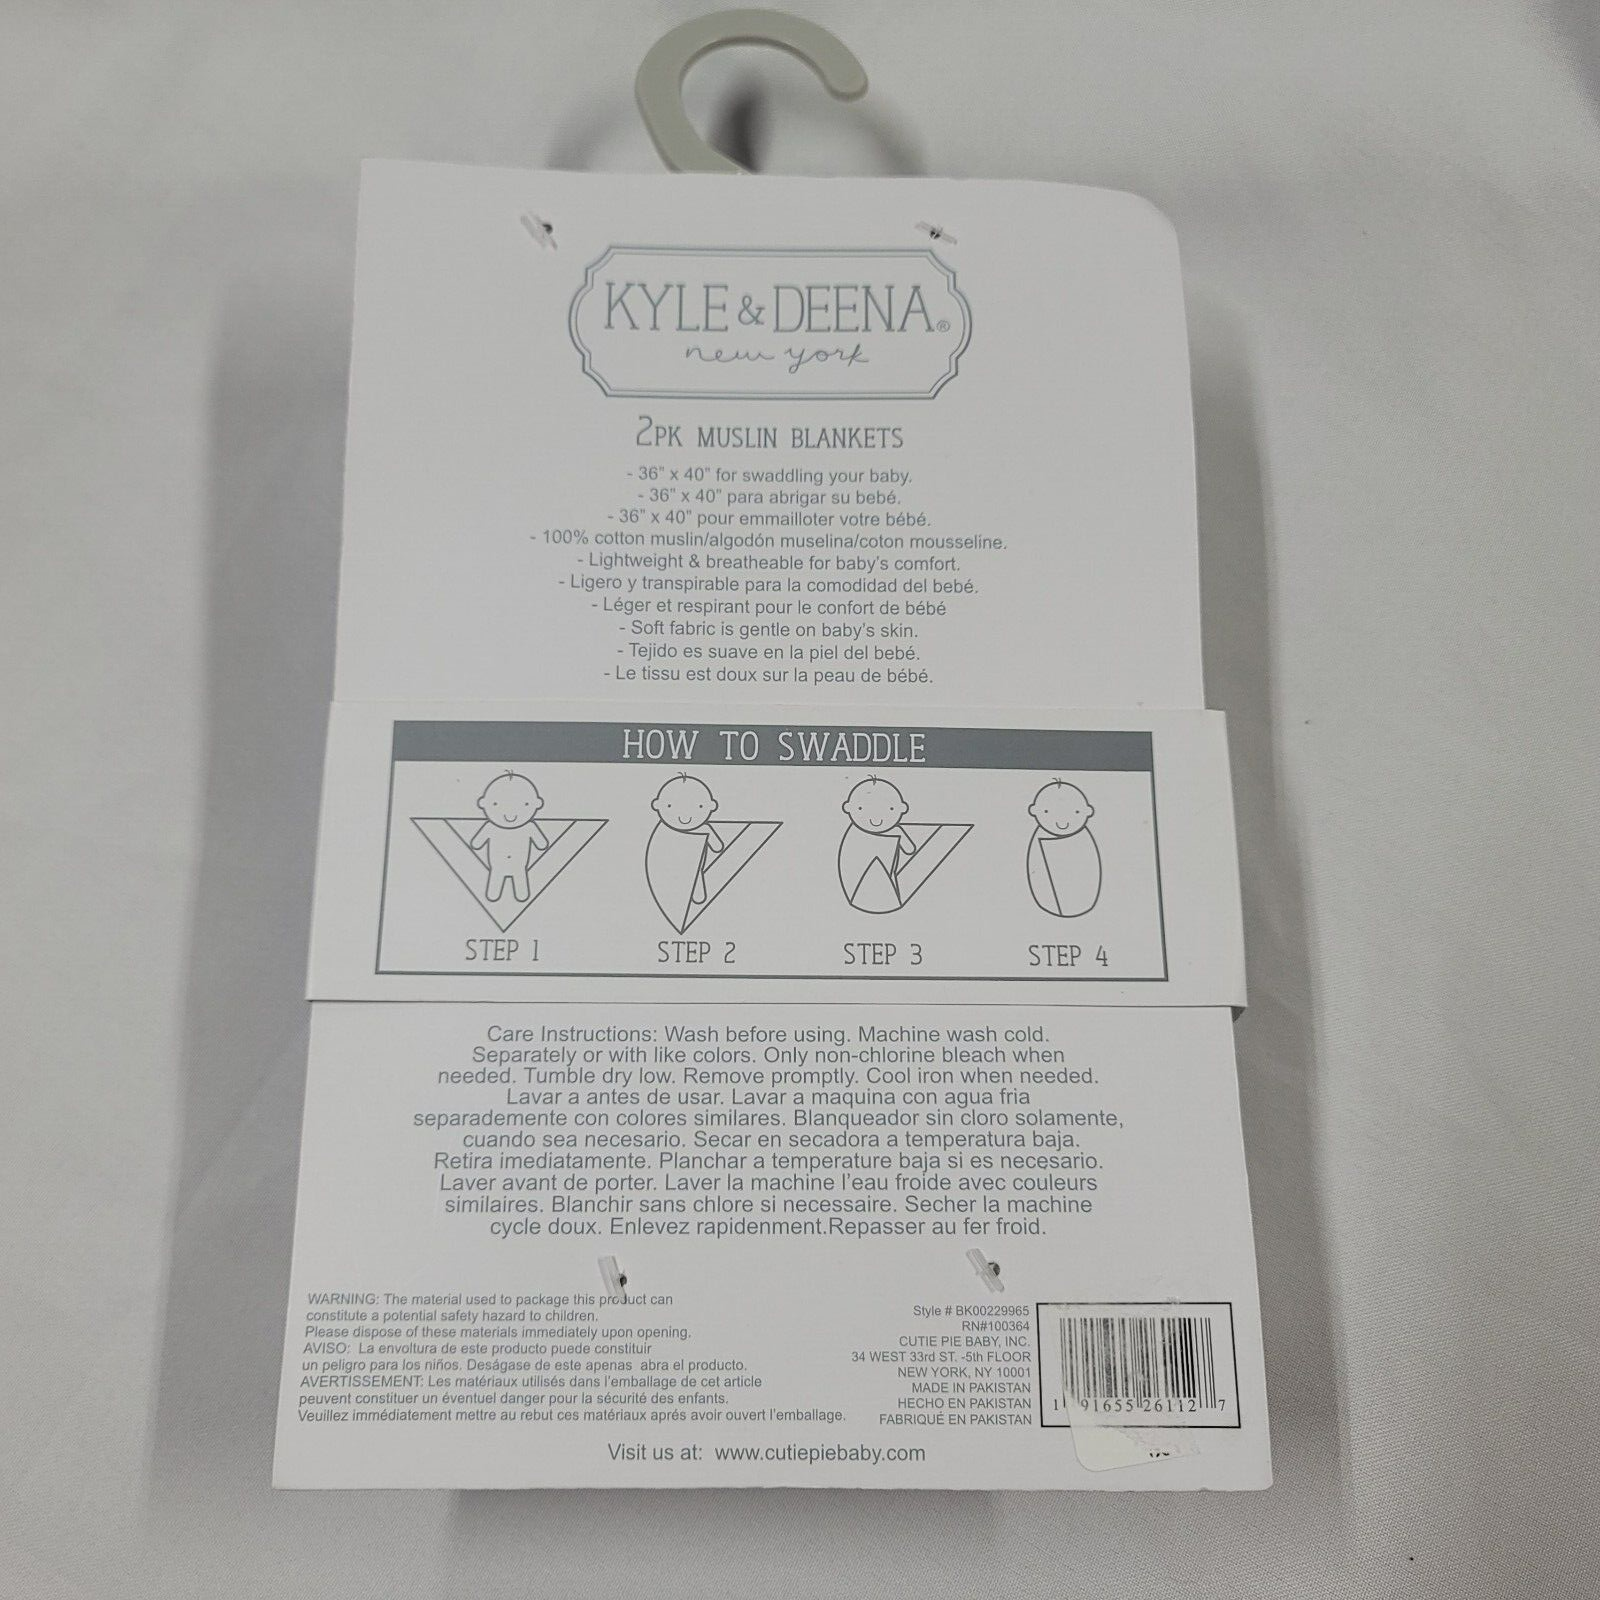 KYLE & DEENA®
new york
2PK MUSLIN BLANKETS
- 36" x 40" for swaddling your baby.
- 36" x 40" para abrigar su bebé.
- 36" x 40" pour emmailloter votre bébé.
- 100% cotton muslin/algodón muselina/coton mousseline.
- Lightweight & breatheable for baby's comfort.
- Ligero y transpirable para la comodidad del bebé.
- Léger et respirant pour le confort de bébé
- Soft fabric is gentle on baby's skin.
- Tejido es suave en la piel del bebé.
- Le tissu est doux sur la peau de bébé.
HOW TO SWADDLE
STEP 1
STEP 2
STEP 3
STEP 4
Care Instructions: Wash before using. Machine wash cold.
Separately or with like colors. Only non-chlorine bleach when
needed. Tumble dry low. Remove promptly. Cool iron when needed.
Lavar a antes de usar. Lavar a maquina con agua fria
separademente con colores similares. Blanqueador sin cloro solamente,
cuando sea necesario. Secar en secadora a temperatura baja.
Retira imediatamente. Planchar a temperature baja si es necesario.
Laver avant de porter. Laver la machine l'eau froide avec couleurs
similaires. Blanchir sans chlore si necessaire. Secher la machine
cycle doux. Enlevez rapidenment.Repasser au fer froid.
WARNING: The material used to package this product can
constitute a potential safety hazard to children.
Please dispose of these materials immediately upon opening.
AVISO: La envoltura de este producto puede constituir
un peligro para los niños. Deságase de este apenas abra el producto.
AVERTISSEMENT: Les matériaux utilisés dans l'emballage de cet article
peuvent constituer un éventuel danger pour la sécurité des enfants.
Veuillez immédiatement mettre au rebut ces matériaux aprés avoir ouvert l'emballage.
Style # BK00229965
RN#100364
CUTIE PIE BABY, INC.
34 WEST 33rd ST. -5th FLOOR
NEW YORK, NY 10001
MADE IN PAKISTAN
HECHO EN PAKISTAN
FABRIQUÉ EN PAKISTAN
1 91655 26112 7
Visit us at: www.cutiepiebaby.com